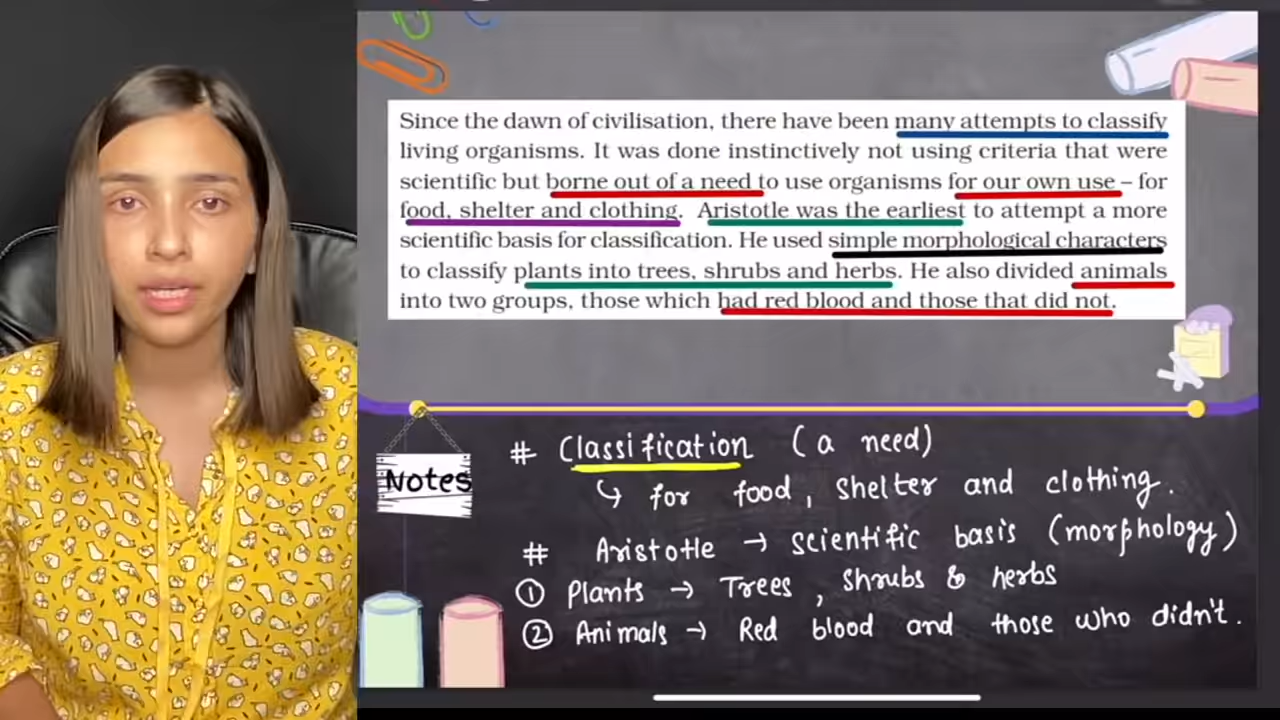 Since the dawn of civilisation, there have been many attempts to classify
living organisms. It was done instinctively not using criteria that were
scientific but borne out of a need to use organisms for our own use – for
food, shelter and clothing. Aristotle was the earliest to attempt a more
scientific basis for classification. He used simple morphological characters
to classify plants into trees, shrubs and herbs. He also divided animals
into two groups, those which had red blood and those that did not.
Notes
# Classification (a need)
↳ for food, shelter and clothing.
# Aristotle → scientific basis (morphology)
① Plants → Trees, shrubs & herbs
② Animals → Red blood and those who didn't.